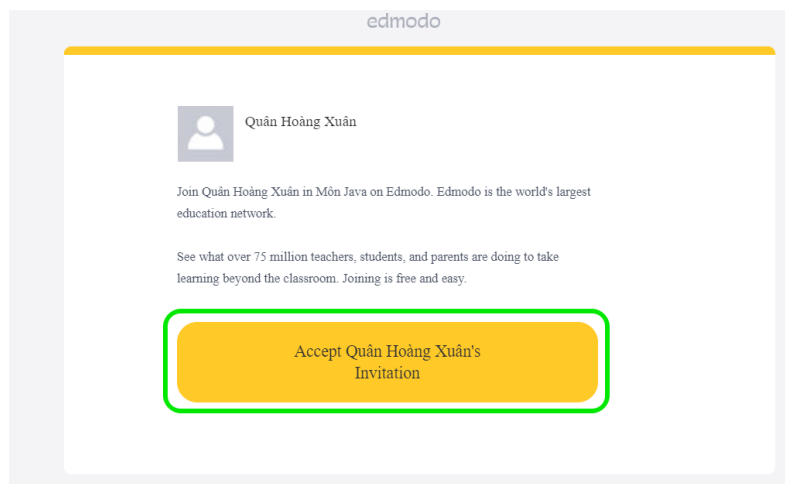 edmodo
Quân Hoàng Xuân
Join Quân Hoàng Xuân in Môn Java on Edmodo. Edmodo is the world's largest
education network.
See what over 75 million teachers, students, and parents are doing to take
learning beyond the classroom. Joining is free and easy.
Accept Quân Hoàng Xuân's
Invitation